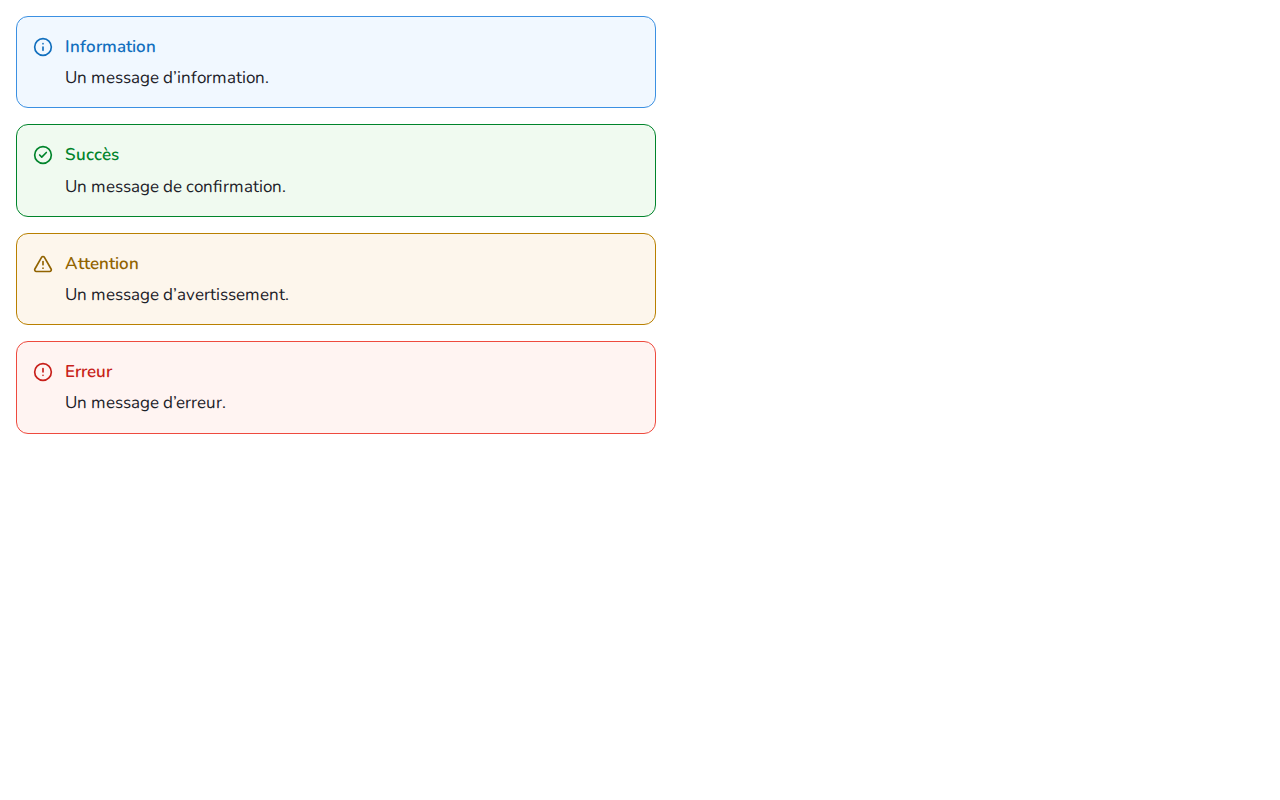 Information
Un message d’information.
Succès
Un message de confirmation.
Attention
Un message d’avertissement.
Erreur
Un message d’erreur.